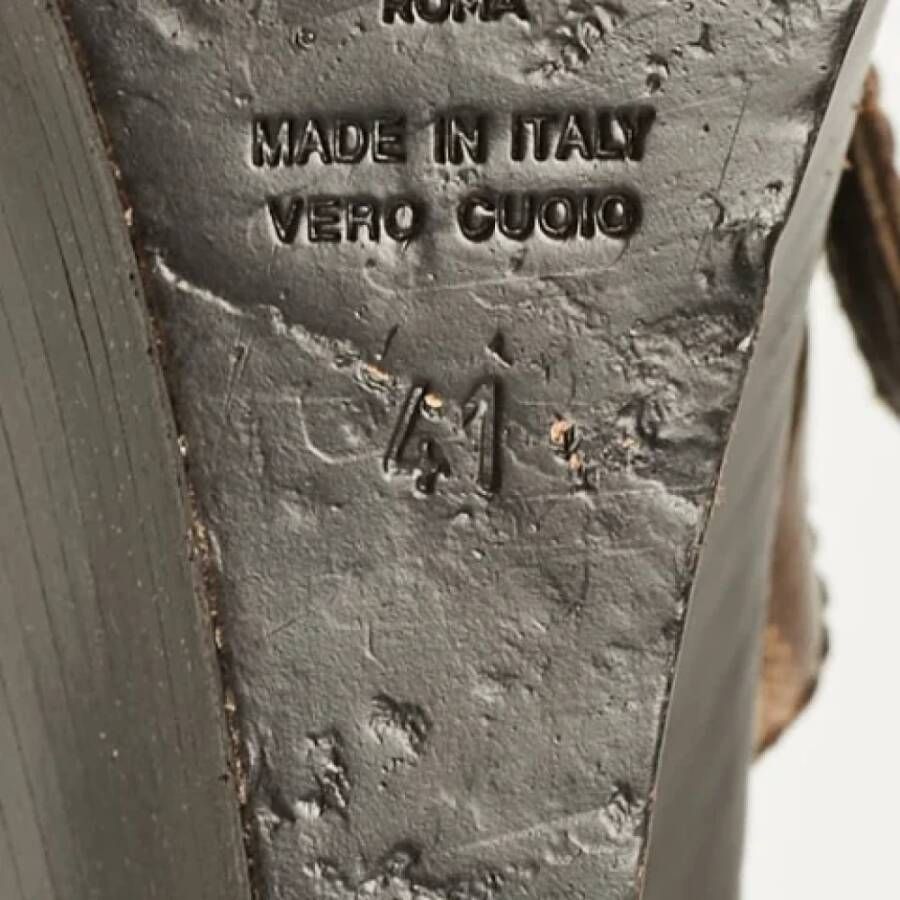 ROMA
MADE IN ITALY
VERO CUOIO
41